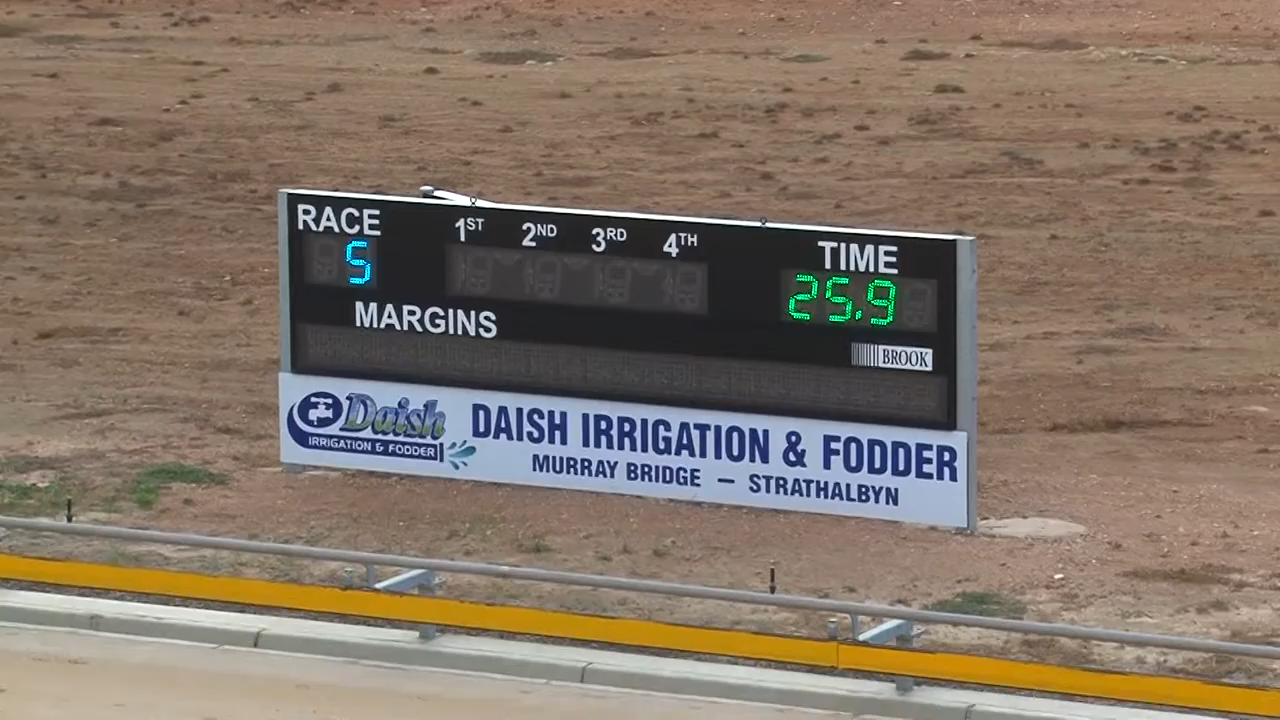 RACE 1ST 2ND 3RD 4TH TIME
5 25.9
MARGINS
BROOK
Daish
IRRIGATION & FODDER
DAISH IRRIGATION & FODDER
MURRAY BRIDGE – STRATHALBYN